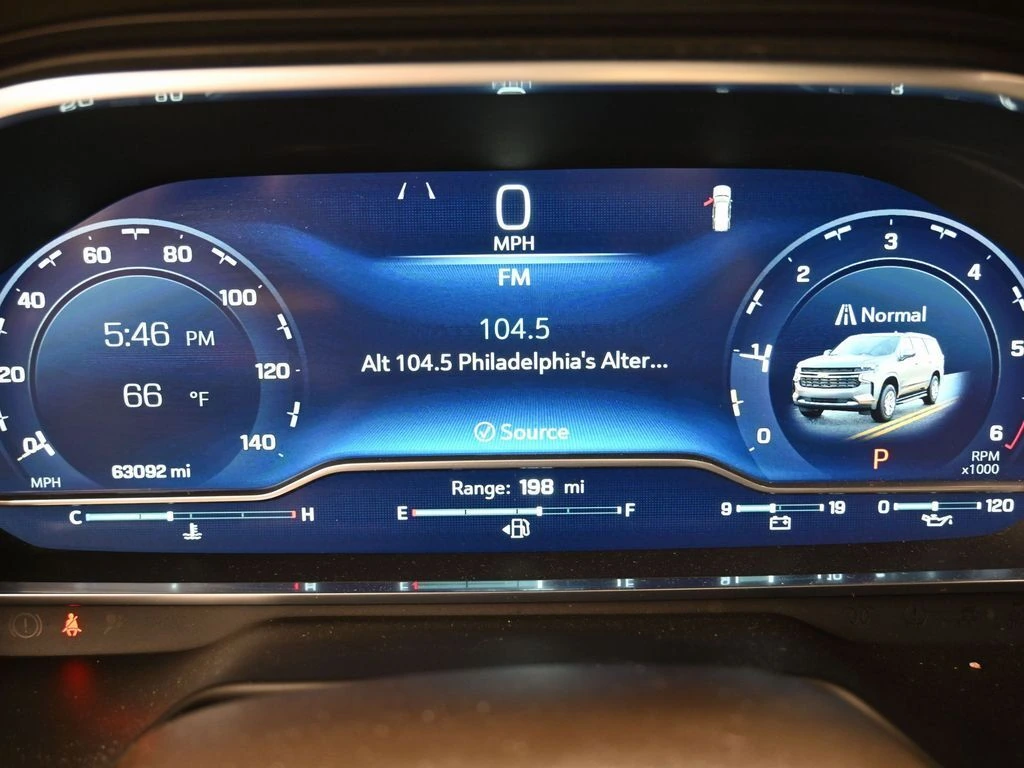 0
MPH
FM
104.5
Alt 104.5 Philadelphia's Alter...
Source
20
40
60
80
100
120
140
0
MPH
5:46 PM
66 °F
63092 mi
0
1
2
3
4
5
6
RPM
x1000
Normal
P
Range: 198 mi
C H
E F
9 19
0 120